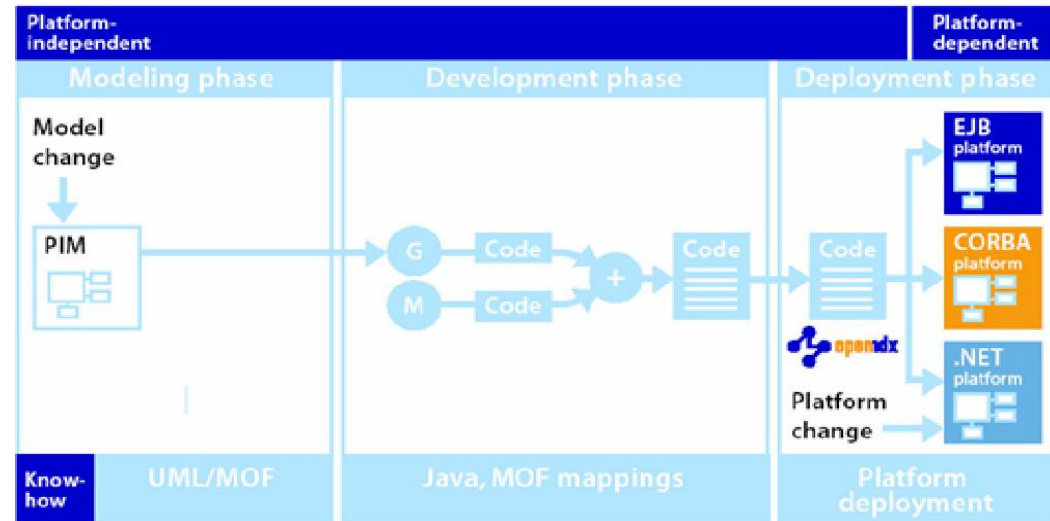 Platform-
independent
Platform-
dependent
Modeling phase
Development phase
Deployment phase
Model
change
PIM
G
Code
M
Code
+
Code
Code
openmdx
EJB
platform
CORBA
platform
.NET
platform
Platform
change
Know-
how
UML/MOF
Java, MOF mappings
Platform
deployment